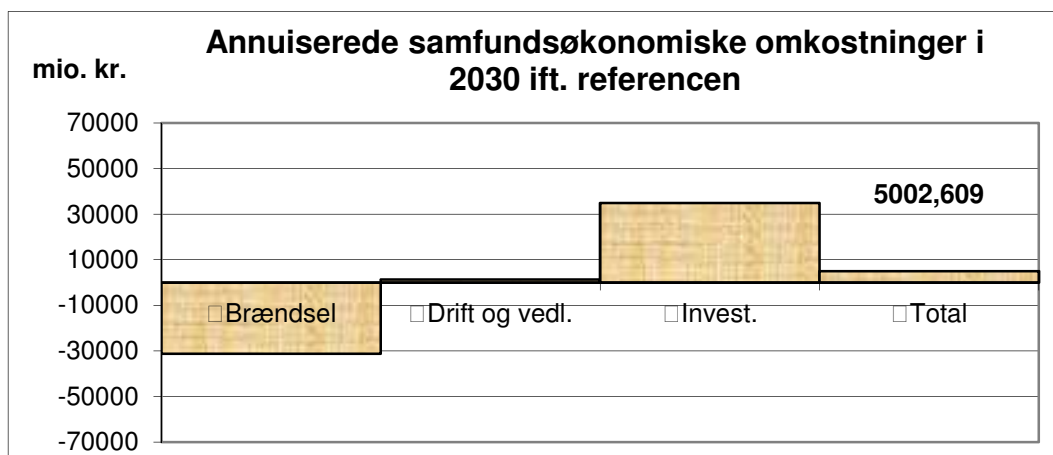 Annuiserede samfundsøkonomiske omkostninger i
2030 ift. referencen
mio. kr.
70000
50000
30000
10000
-10000
-30000
-50000
-70000
5002,609
□Brændsel
□Drift og vedl.
□Invest.
□Total